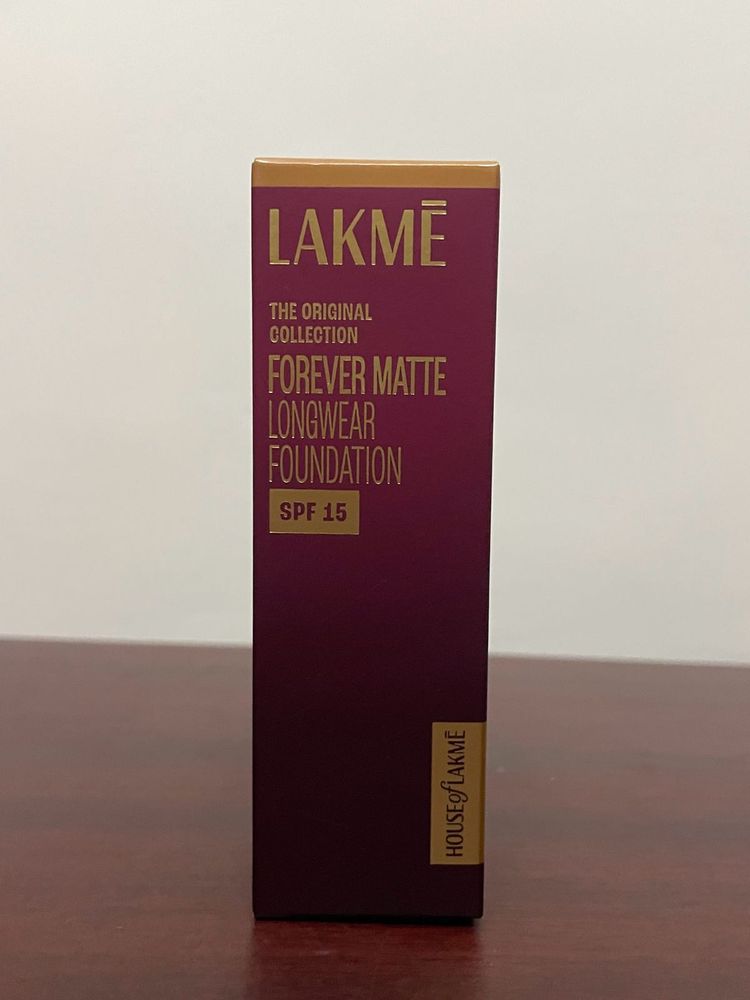 LAKMĒ
THE ORIGINAL
COLLECTION
FOREVER MATTE
LONGWEAR
FOUNDATION
SPF 15
HOUSE of LAKMĒ